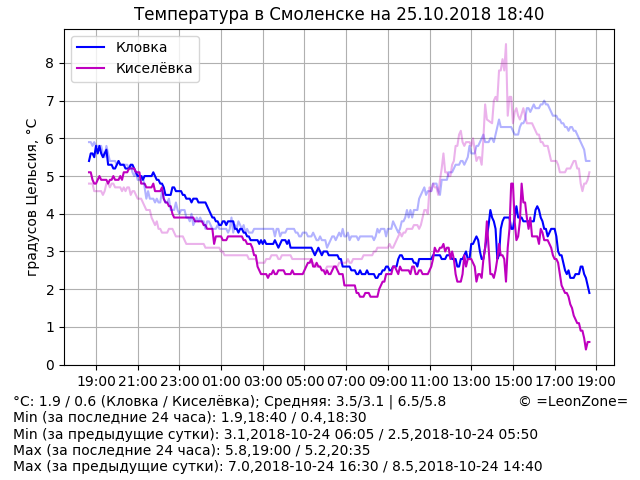 Температура в Смоленске на 25.10.2018 18:40
Кловка
Киселёвка
градусов Цельсия, °C
8
7
6
5
4
3
2
1
0
19:00 21:00 23:00 01:00 03:00 05:00 07:00 09:00 11:00 13:00 15:00 17:00 19:00
°C: 1.9 / 0.6 (Кловка / Киселёвка); Средняя: 3.5/3.1 | 6.5/5.8 © =LeonZone=
Min (за последние 24 часа): 1.9,18:40 / 0.4,18:30
Min (за предыдущие сутки): 3.1,2018-10-24 06:05 / 2.5,2018-10-24 05:50
Max (за последние 24 часа): 5.8,19:00 / 5.2,20:35
Max (за предыдущие сутки): 7.0,2018-10-24 16:30 / 8.5,2018-10-24 14:40